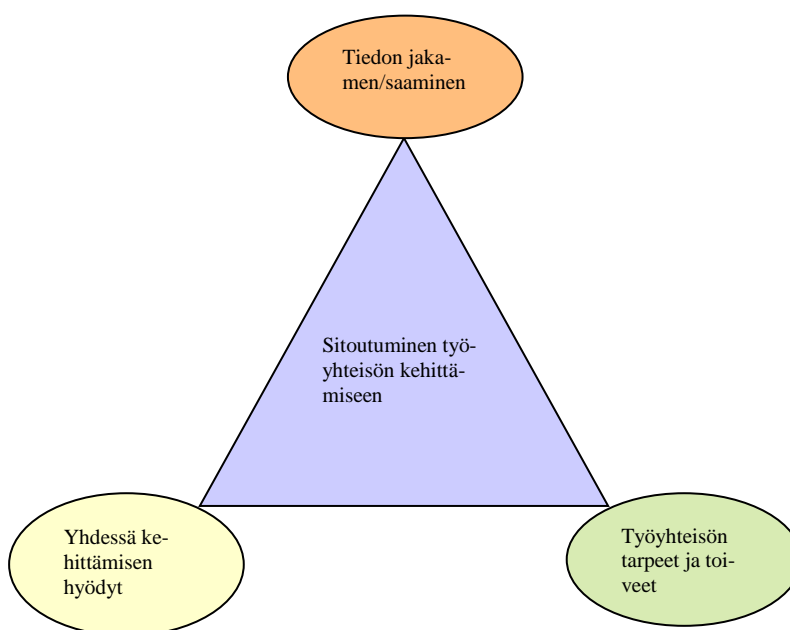 Tiedon jaka-
men/saaminen
Sitoutuminen työ-
yhteisön kehittä-
miseen
Yhdessä ke-
hittämisen
hyödyt
Työyhteisön
tarpeet ja toi-
veet